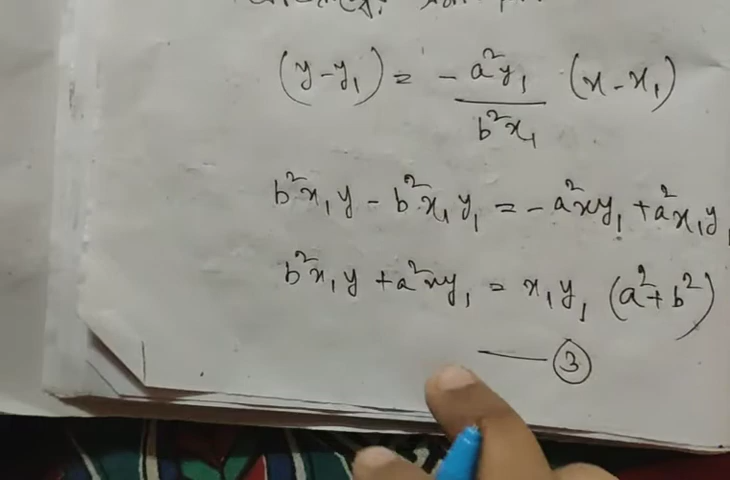 (y-y₁) = - a²y₁/b²x₁ (x-x₁)
b²x₁y - b²x₁y₁ = - a²xy₁ + a²x₁y₁
b²x₁y + a²xy₁ = x₁y₁ (a²+b²)
— ③